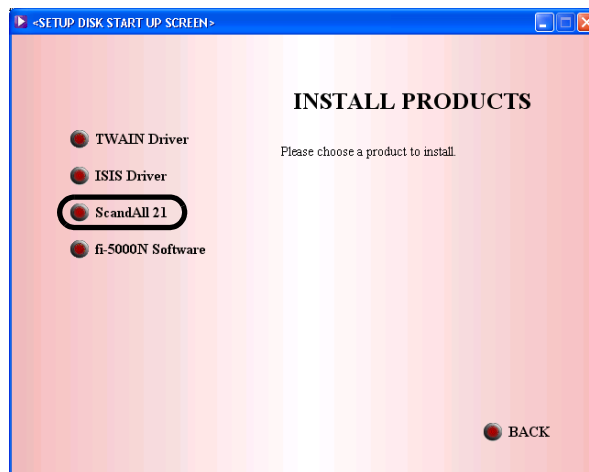 <SETUP DISK START UP SCREEN>
INSTALL PRODUCTS
TWAIN Driver
Please choose a product to install.
ISIS Driver
ScandAll 21
fi-5000N Software
BACK